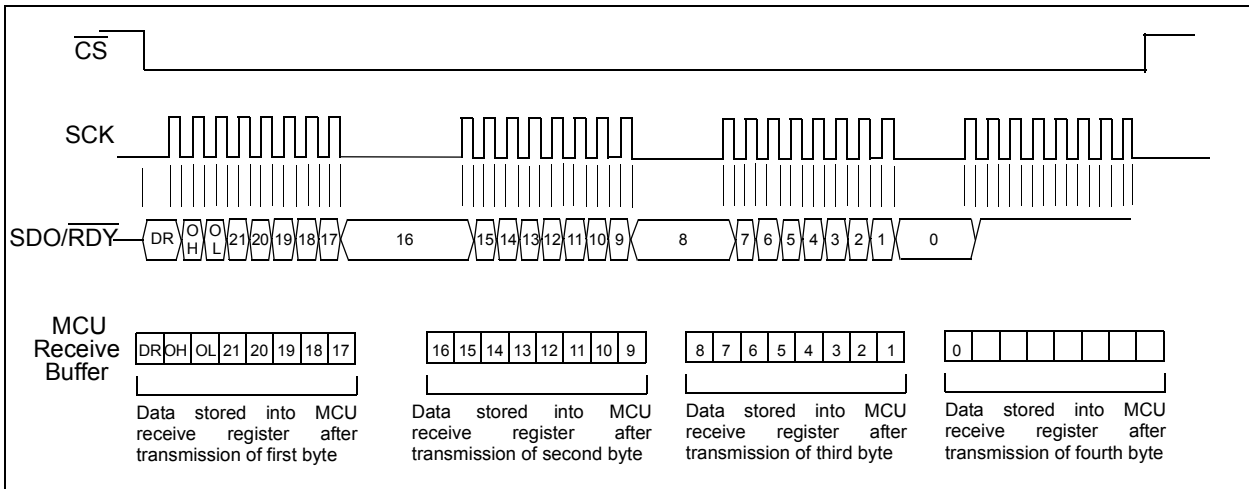 CS
SCK
SDO/RDY
DR OH OL 21 20 19 18 17 16 15 14 13 12 11 10 9 8 7 6 5 4 3 2 1 0
MCU
Receive
Buffer
DR OH OL 21 20 19 18 17
16 15 14 13 12 11 10 9
8 7 6 5 4 3 2 1
0
Data stored into MCU
receive register after
transmission of first byte
Data stored into MCU
receive register after
transmission of second byte
Data stored into MCU
receive register after
transmission of third byte
Data stored into MCU
receive register after
transmission of fourth byte